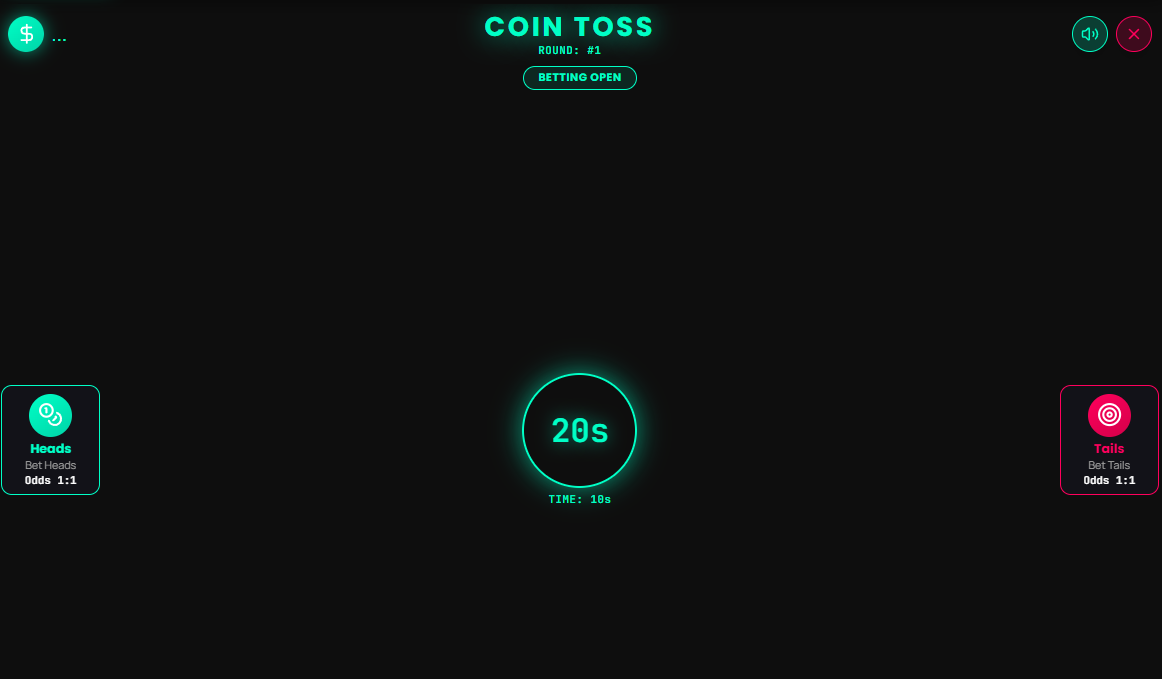 COIN TOSS
...
ROUND: #1
BETTING OPEN
Heads
Bet Heads
Odds 1:1
20s
TIME: 10s
Tails
Bet Tails
Odds 1:1